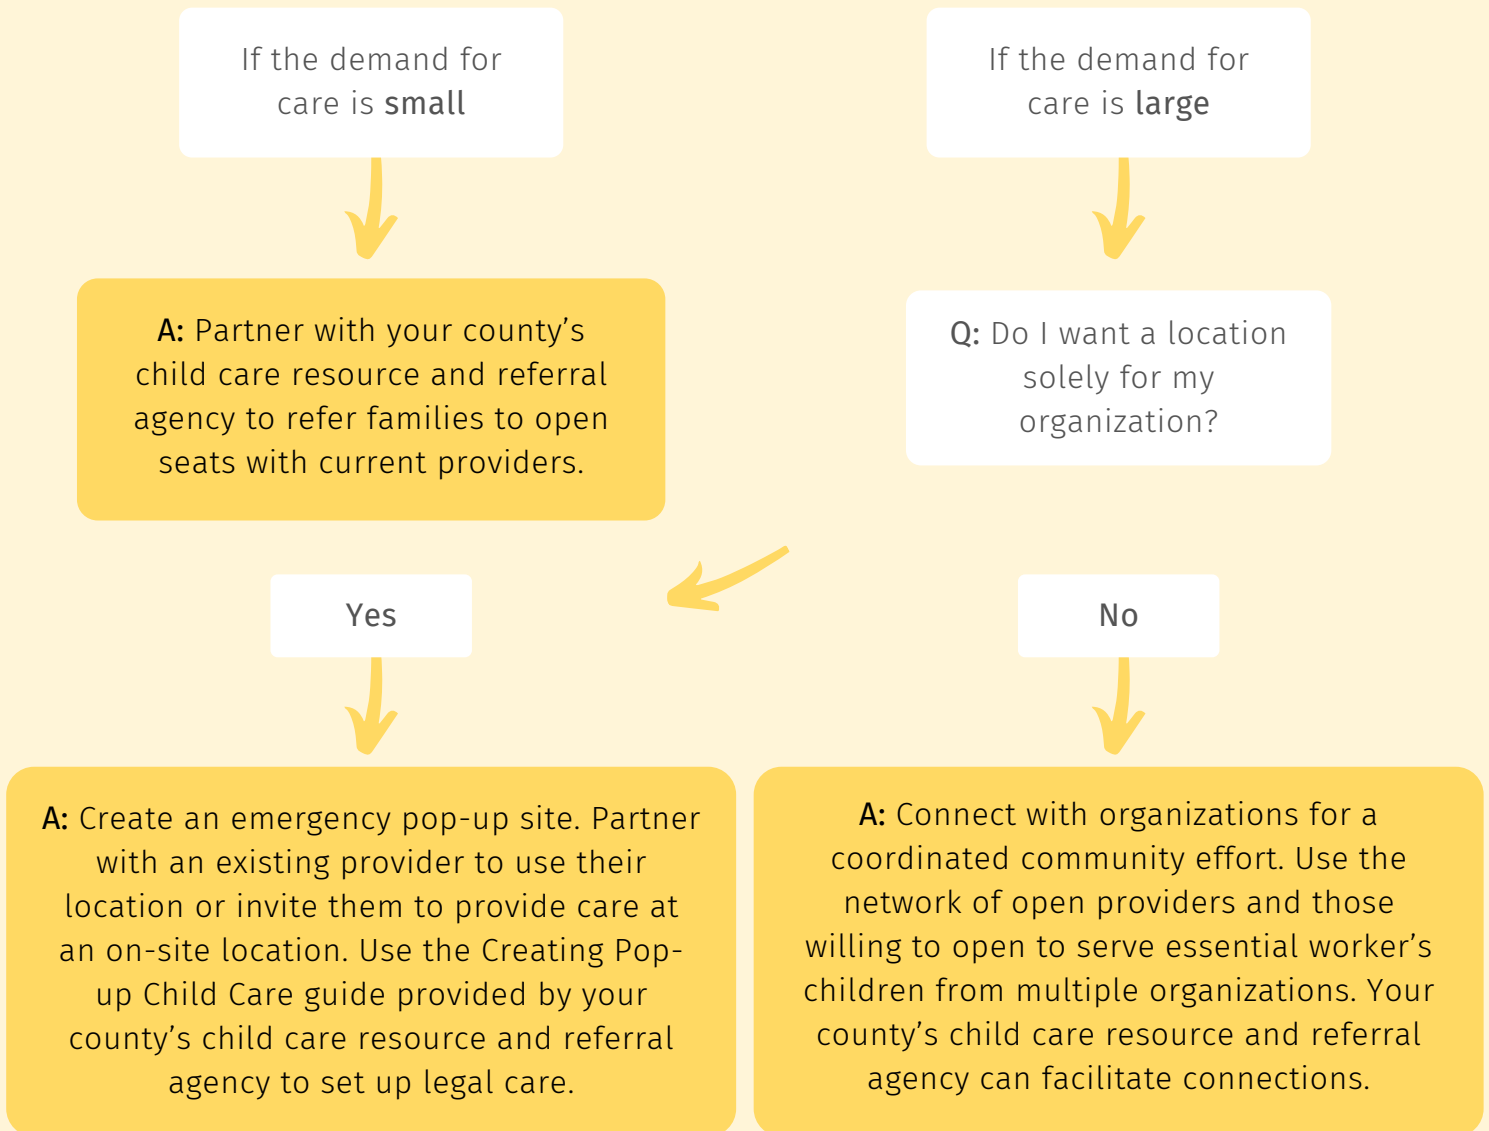 If the demand for
care is small
If the demand for
care is large
A: Partner with your county’s
child care resource and referral
agency to refer families to open
seats with current providers.
Q: Do I want a location
solely for my
organization?
Yes
No
A: Create an emergency pop-up site. Partner
with an existing provider to use their
location or invite them to provide care at
an on-site location. Use the Creating Pop-
up Child Care guide provided by your
county’s child care resource and referral
agency to set up legal care.
A: Connect with organizations for a
coordinated community effort. Use the
network of open providers and those
willing to open to serve essential worker’s
children from multiple organizations. Your
county’s child care resource and referral
agency can facilitate connections.